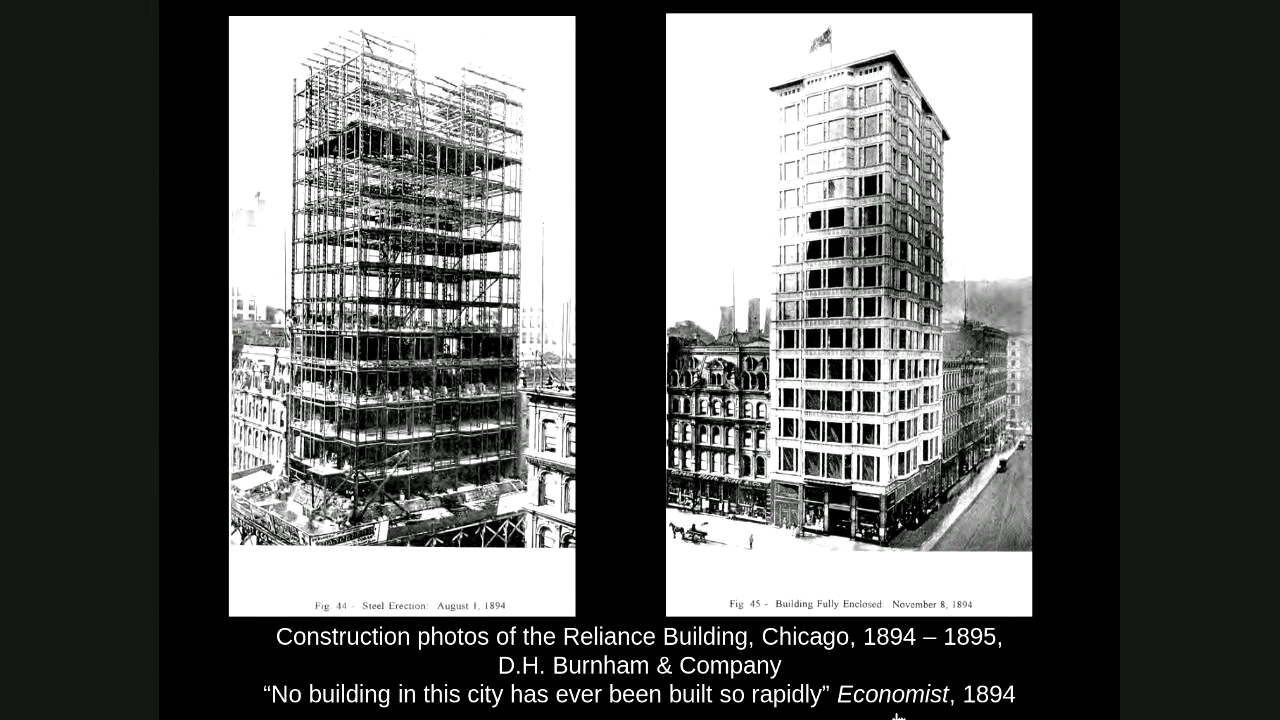 Fig. 44 - Steel Erection: August 1, 1894
Fig. 45 - Building Fully Enclosed: November 8, 1894
Construction photos of the Reliance Building, Chicago, 1894 – 1895,
D.H. Burnham & Company
“No building in this city has ever been built so rapidly” Economist, 1894